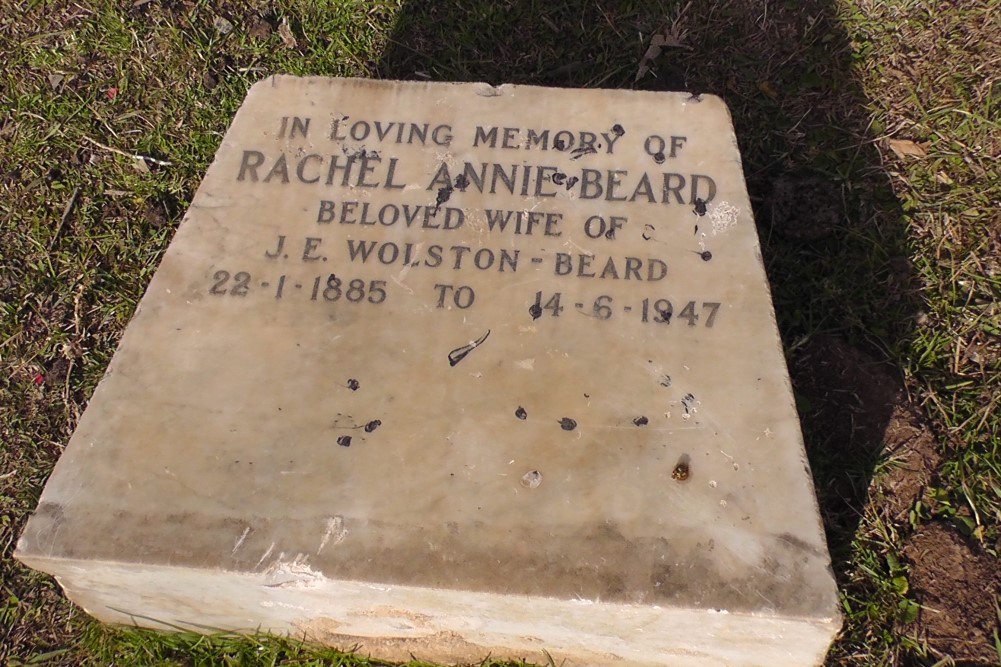 IN LOVING MEMORY OF
RACHEL ANNIE BEARD
BELOVED WIFE OF
J. E. WOLSTON-BEARD
22-1-1885 TO 14-6-1947